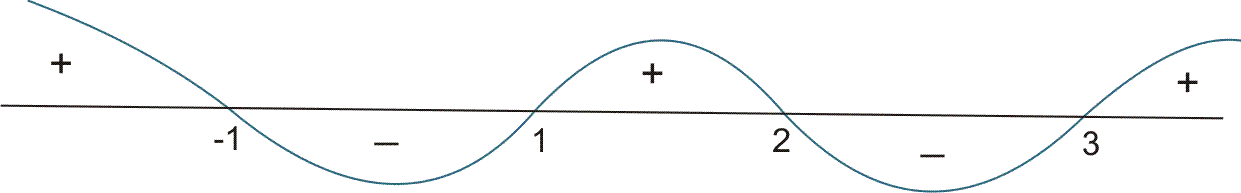 + + +
-1 − 1 2 − 3